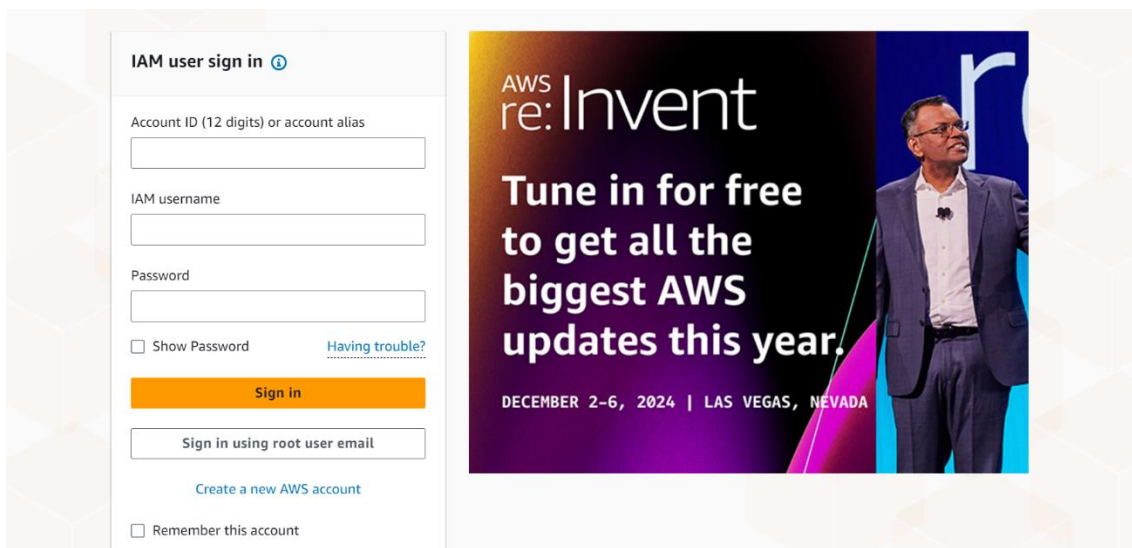 IAM user sign in
Account ID (12 digits) or account alias
IAM username
Password
Show Password
Having trouble?
Sign in
Sign in using root user email
Create a new AWS account
Remember this account
AWS
re:Invent
Tune in for free
to get all the
biggest AWS
updates this year.
DECEMBER 2-6, 2024 | LAS VEGAS, NEVADA